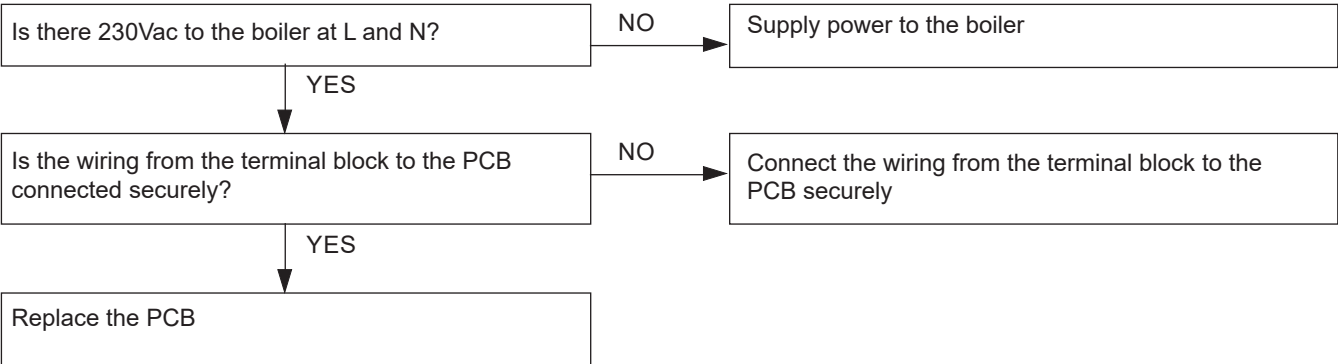 Is there 230Vac to the boiler at L and N?
NO
Supply power to the boiler
YES
Is the wiring from the terminal block to the PCB
connected securely?
NO
Connect the wiring from the terminal block to the
PCB securely
YES
Replace the PCB